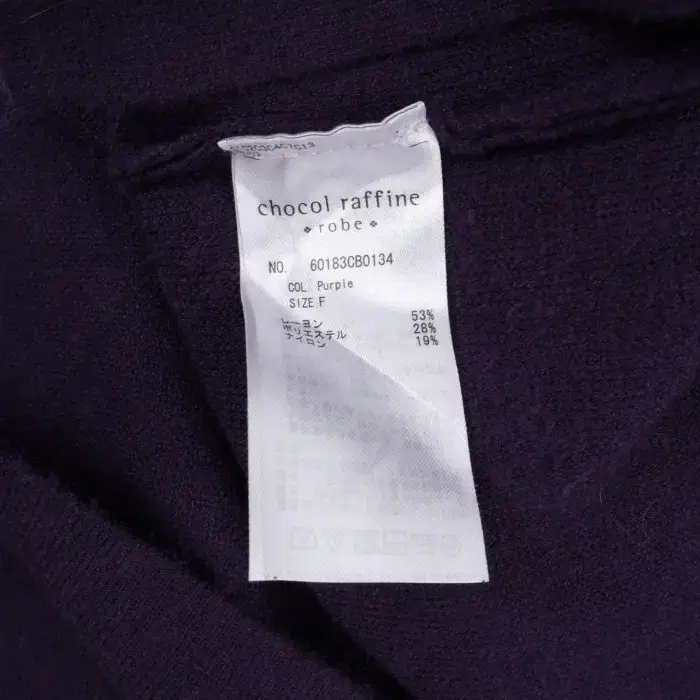 chocol raffine
robe
NO. 60183CB0134
COL. Purple
SIZE F
レーヨン 53%
ポリエステル 28%
ナイロン 19%